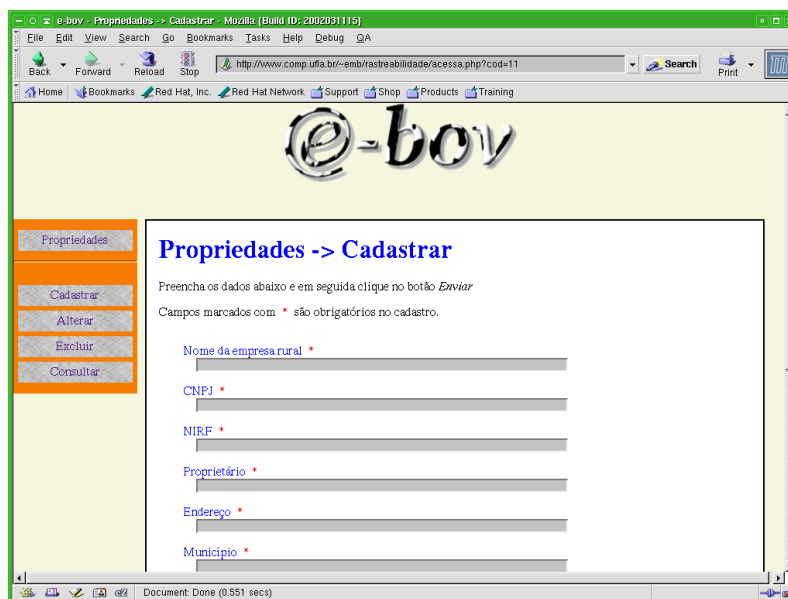 e-bov - Propriedades -> Cadastrar - Mozilla {Build ID: 2002031115}
File Edit View Search Go Bookmarks Tasks Help Debug QA
Back Forward Reload Stop http://www.comp.ufla.br/~emb/rastreabilidade/acessa.php?cod=11 Search Print
Home Bookmarks Red Hat, Inc. Red Hat Network Support Shop Products Training
e-bov
Propriedades
Cadastrar
Alterar
Excluir
Consultar
Propriedades -> Cadastrar
Preencha os dados abaixo e em seguida clique no botão Enviar
Campos marcados com * são obrigatórios no cadastro.
Nome da empresa rural *
CNPJ *
NIRF *
Proprietário *
Endereço *
Município *
Document: Done (0.551 secs)